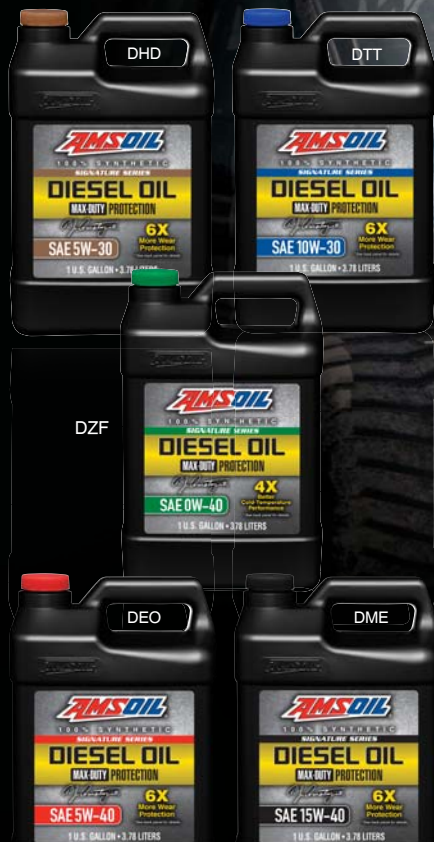 DHD
AMSOIL
100% SYNTHETIC
SIGNATURE SERIES
DIESEL OIL
MAX-DUTY PROTECTION
6X
More Wear
Protection
SAE 5W-30
1 U.S. GALLON • 3.78 LITERS
DTT
AMSOIL
100% SYNTHETIC
SIGNATURE SERIES
DIESEL OIL
MAX-DUTY PROTECTION
6X
More Wear
Protection
SAE 10W-30
1 U.S. GALLON • 3.78 LITERS
DZF
AMSOIL
100% SYNTHETIC
SIGNATURE SERIES
DIESEL OIL
MAX-DUTY PROTECTION
4X
Better
Cold Temperature
Performance
SAE 0W-40
1 U.S. GALLON • 3.78 LITERS
DEO
AMSOIL
100% SYNTHETIC
SIGNATURE SERIES
DIESEL OIL
MAX-DUTY PROTECTION
6X
More Wear
Protection
SAE 5W-40
1 U.S. GALLON • 3.78 LITERS
DME
AMSOIL
100% SYNTHETIC
SIGNATURE SERIES
DIESEL OIL
MAX-DUTY PROTECTION
6X
More Wear
Protection
SAE 15W-40
1 U.S. GALLON • 3.78 LITERS